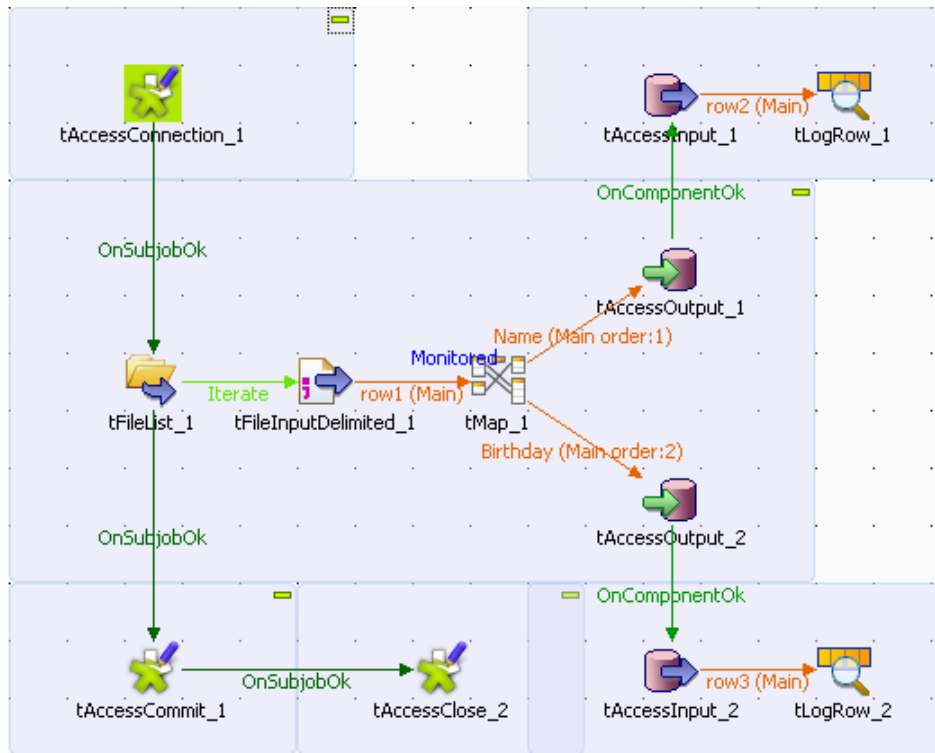 tAccessConnection_1
row2 (Main)
tAccessInput_1
tLogRow_1
OnComponentOk
OnSubjobOk
tAccessOutput_1
Name (Main order:1)
Monitored
Iterate
row1 (Main)
tFileList_1
tFileInputDelimited_1
tMap_1
Birthday (Main order:2)
OnSubjobOk
tAccessOutput_2
OnComponentOk
OnSubjobOk
row3 (Main)
tAccessCommit_1
tAccessClose_2
tAccessInput_2
tLogRow_2